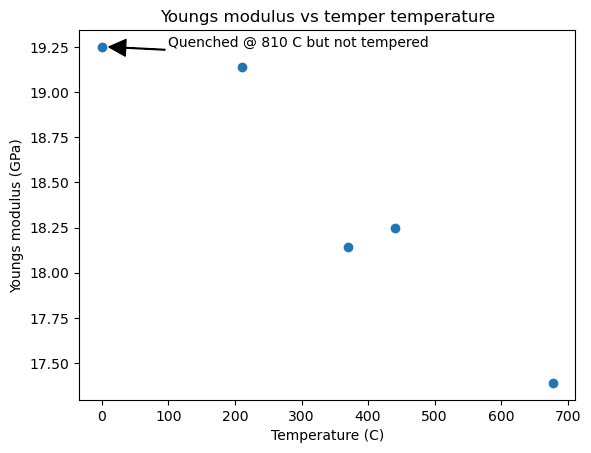 Youngs modulus vs temper temperature
Quenched @ 810 C but not tempered
Youngs modulus (GPa)
19.25
19.00
18.75
18.50
18.25
18.00
17.75
17.50
0 100 200 300 400 500 600 700
Temperature (C)